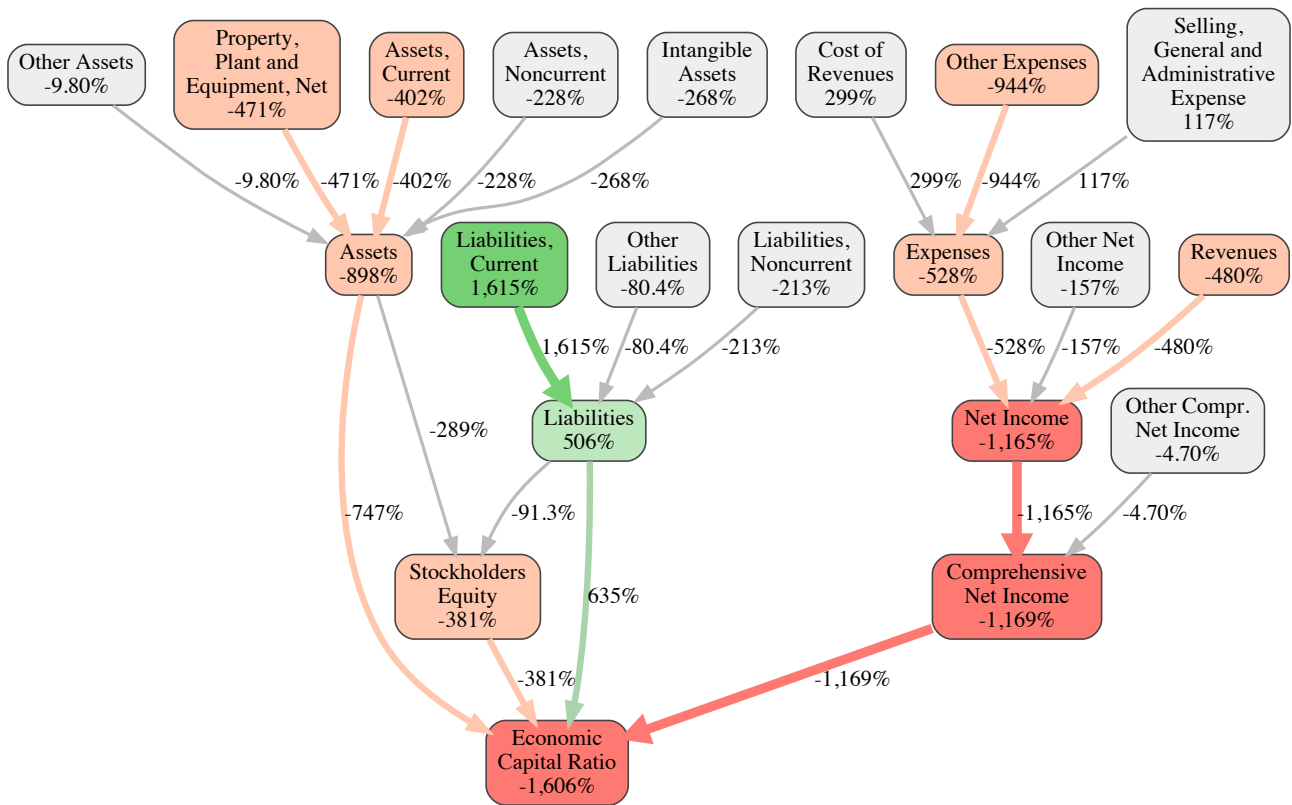 Other Assets
-9.80%
Property,
Plant and
Equipment, Net
-471%
Assets,
Current
-402%
Assets,
Noncurrent
-228%
Intangible
Assets
-268%
Cost of
Revenues
299%
Other Expenses
-944%
Selling,
General and
Administrative
Expense
117%
-9.80%
-471%
-402%
-228%
-268%
299%
-944%
117%
Assets
-898%
Liabilities,
Current
1,615%
Other
Liabilities
-80.4%
Liabilities,
Noncurrent
-213%
Expenses
-528%
Other Net
Income
-157%
Revenues
-480%
1,615%
-80.4%
-213%
-528%
-157%
-480%
-289%
Liabilities
506%
Net Income
-1,165%
Other Compr.
Net Income
-4.70%
-747%
-91.3%
-1,165%
-4.70%
Stockholders
Equity
-381%
635%
Comprehensive
Net Income
-1,169%
-381%
-1,169%
Economic
Capital Ratio
-1,606%